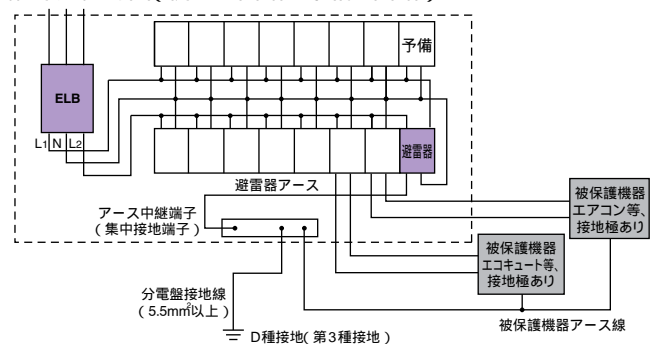 予備
ELB
L1 N L2
避雷器
避雷器アース
アース中継端子
(集中接地端子)
被保護機器
エアコン等、
接地極あり
被保護機器
エコキュート等、
接地極あり
分電盤接地線
(5.5mm²以上)
被保護機器アース線
D種接地(第3種接地)